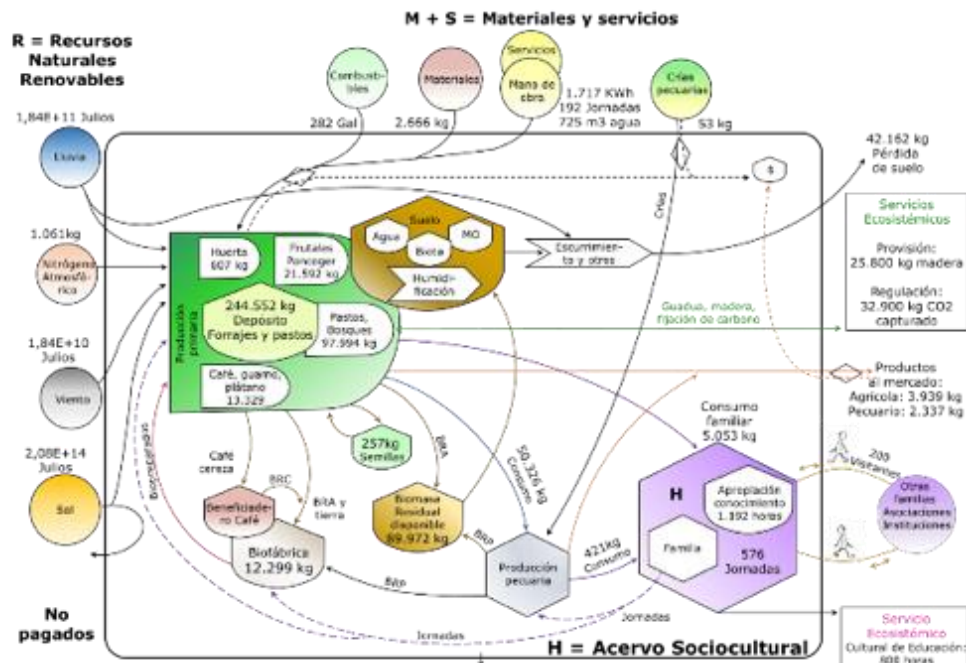 M + S = Materiales y servicios
R = Recursos
Naturales
Renovables
Combusti-
bles
Materiales
Servicios
Mano de
obra
Crías
pecuarias
1.717 KWh
192 Jornadas
725 m3 agua
282 Gal
2.666 kg
53 kg
1,84E+11 Julios
Lluvia
42.162 kg
Pérdida
de suelo
$
Crías
1.061kg
Nitrógeno
Atmosfé-
rico
Producción
primaria
Huerta
607 kg
Frutales
Pancoger
21.592 kg
244.552 kg
Depósito
Forrajes y pastos
Pastos,
Bosques
97.994 kg
Café, guamo,
plátano
13.329
Suelo
Agua
Biota
MO
Humidi-
ficación
Escurrimien-
to y otros
Servicios
Ecosistémicos
Provisión:
25.800 kg madera
Regulación:
32.900 kg CO2
capturado
Guadua, madera,
fijación de carbono
1,84E+10
Julios
Viento
Productos
al mercado:
Agrícola: 3.939 kg
Pecuario: 2.337 kg
2,08E+14
Julios
Sol
Café
cereza
BRC
BRA y
tierra
257kg
Semillas
BRA
50.326 kg
Consumo
Consumo
familiar
5.053 kg
Beneficiade-
ro Café
Biofábrica
12.299 kg
Biomasa
Residual
disponible
89.972 kg
BRP
BRP
Producción
pecuaria
421kg
Consumo
H
Apropiación
conocimiento
1.892 horas
Familia
576
Jornadas
200
Visitantes
Otras
familias
Asociaciones
Instituciones
No
pagados
Jornadas
Jornadas
H = Acervo Sociocultural
Servicio
Ecosistémico
Cultural de Educación:
800 horas